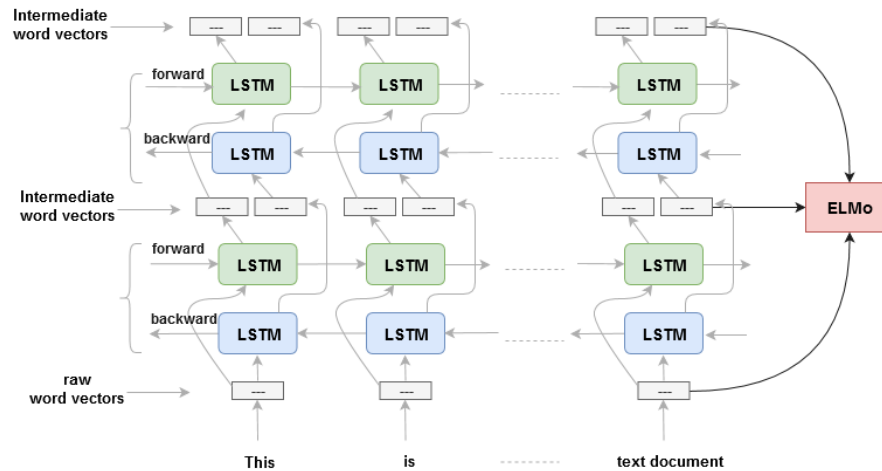 Intermediate
word vectors
--- --- --- --- --- ---
forward
LSTM LSTM LSTM
backward
LSTM LSTM LSTM
Intermediate
word vectors
--- --- --- --- --- ---
ELMo
forward
LSTM LSTM LSTM
backward
LSTM LSTM LSTM
raw
word vectors
--- --- ---
This is text document